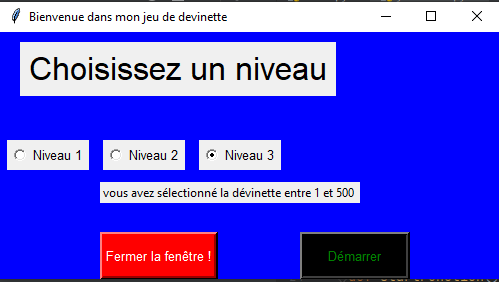 Bienvenue dans mon jeu de devinette
Choisissez un niveau
Niveau 1 Niveau 2 Niveau 3
vous avez sélectionné la dévinette entre 1 et 500
Fermer la fenêtre ! Démarrer